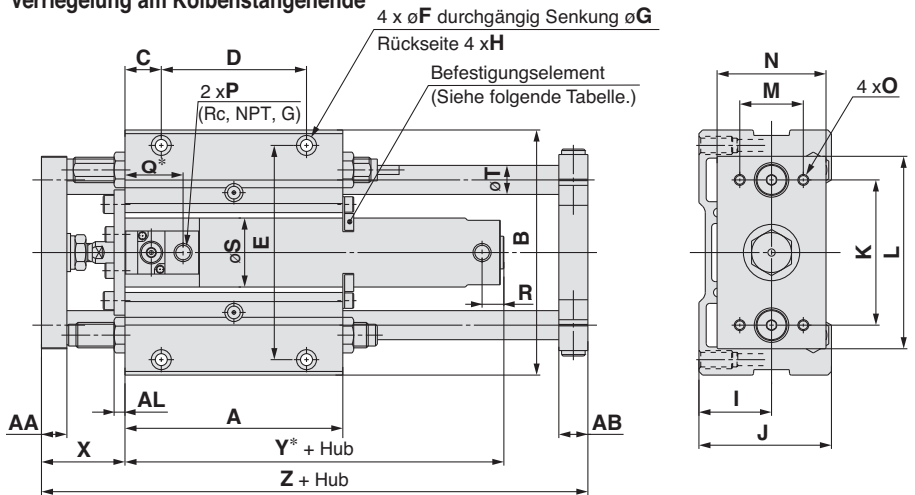 Verriegelung am Kolbenstangenende
4 x øF durchgängig Senkung øG
Rückseite 4 xH
C
D
Befestigungselement
(Siehe folgende Tabelle.)
2 xP
(Rc, NPT, G)
N
M
4 xO
Q*
øT
øS
E
B
R
K
L
AL
A
AA
X
Y* + Hub
AB
Z + Hub
I
J